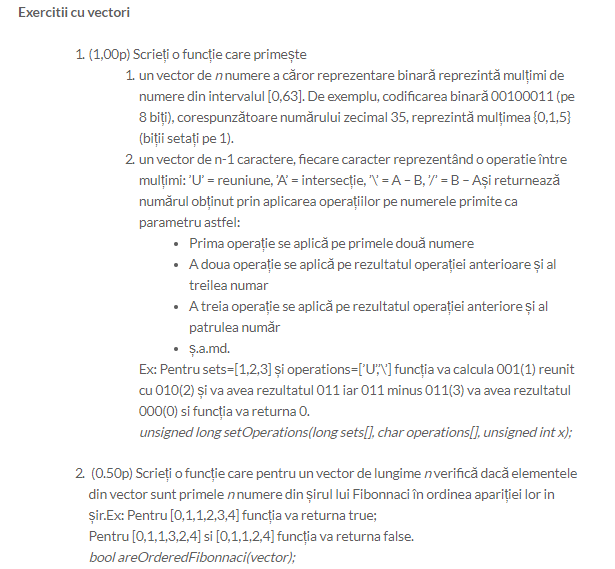 Exercitii cu vectori
1. (1,00p) Scrieți o funcție care primește
1. un vector de n numere a căror reprezentare binară reprezintă mulțimi de
numere din intervalul [0,63]. De exemplu, codificarea binară 00100011 (pe
8 biți), corespunzătoare numărului zecimal 35, reprezintă mulțimea {0,1,5}
(biții setați pe 1).
2. un vector de n-1 caractere, fiecare caracter reprezentând o operatie între
mulțimi: 'U' = reuniune, 'A' = intersecție, '\' = A – B, '/' = B – Ași returnează
numărul obținut prin aplicarea operațiilor pe numerele primite ca
parametru astfel:
• Prima operație se aplică pe primele două numere
• A doua operație se aplică pe rezultatul operației anterioare și al
treilea numar
• A treia operație se aplică pe rezultatul operației anteriore și al
patrulea număr
• ș.a.md.
Ex: Pentru sets=[1,2,3] și operations=['U','\'] funcția va calcula 001(1) reunit
cu 010(2) și va avea rezultatul 011 iar 011 minus 011(3) va avea rezultatul
000(0) si funcția va returna 0.
unsigned long setOperations(long sets[], char operations[], unsigned int x);
2. (0.50p) Scrieți o funcție care pentru un vector de lungime n verifică dacă elementele
din vector sunt primele n numere din șirul lui Fibonnaci în ordinea apariției lor in
șir.Ex: Pentru [0,1,1,2,3,4] funcția va returna true;
Pentru [0,1,1,3,2,4] si [0,1,1,2,4] funcția va returna false.
bool areOrderedFibonnaci(vector);